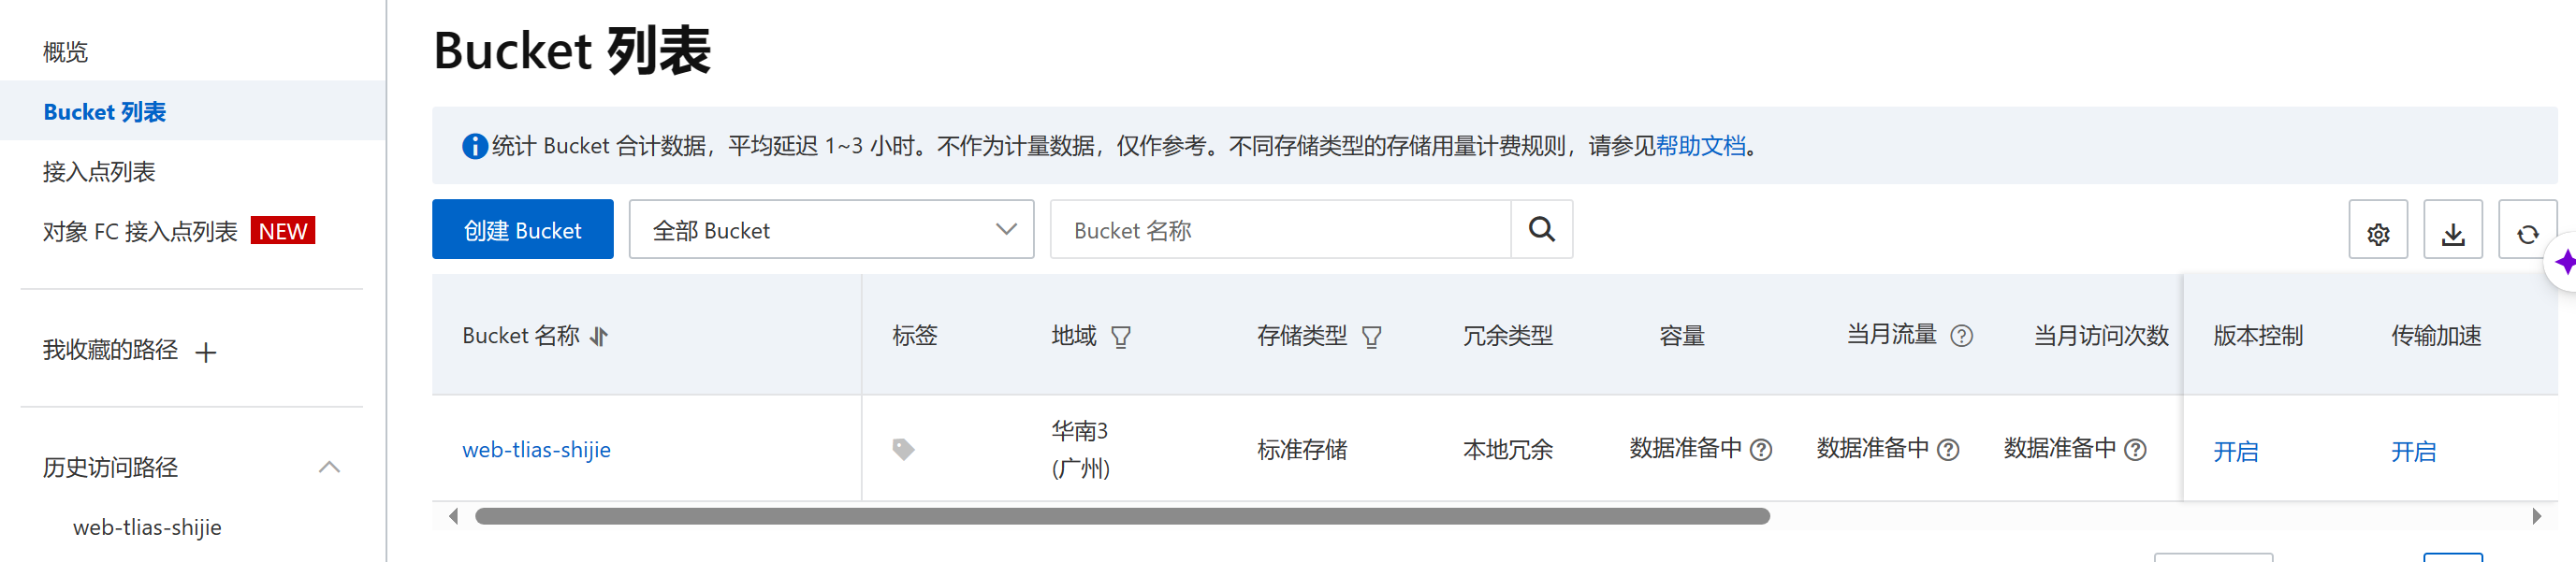 概览
Bucket 列表
接入点列表
对象 FC 接入点列表 NEW
我收藏的路径
历史访问路径
web-tlias-shijie
Bucket 列表
统计 Bucket 合计数据，平均延迟 1~3 小时。不作为计量数据，仅作参考。不同存储类型的存储用量计费规则，请参见帮助文档。
创建 Bucket 全部 Bucket Bucket 名称
Bucket 名称 标签 地域 存储类型 冗余类型 容量 当月流量 当月访问次数 版本控制 传输加速
web-tlias-shijie 华南3 (广州) 标准存储 本地冗余 数据准备中 数据准备中 数据准备中 开启 开启